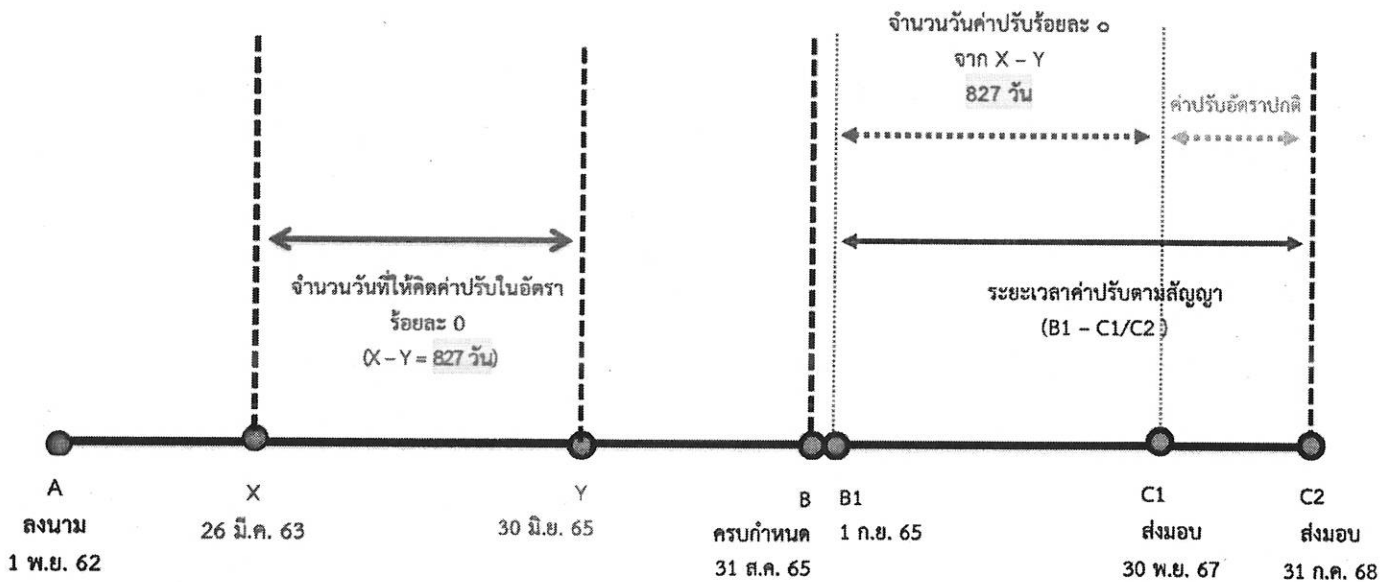 จำนวนวันค่าปรับร้อยละ ๐
จาก X – Y
827 วัน
ค่าปรับอัตราปกติ
จำนวนวันที่ให้คิดค่าปรับในอัตรา
ร้อยละ 0
(X – Y = 827 วัน)
ระยะเวลาค่าปรับตามสัญญา
(B1 – C1/C2 )
A
ลงนาม
1 พ.ย. 62
X
26 มี.ค. 63
Y
30 มิ.ย. 65
B
ครบกำหนด
31 ส.ค. 65
B1
1 ก.ย. 65
C1
ส่งมอบ
30 พ.ย. 67
C2
ส่งมอบ
31 ก.ค. 68